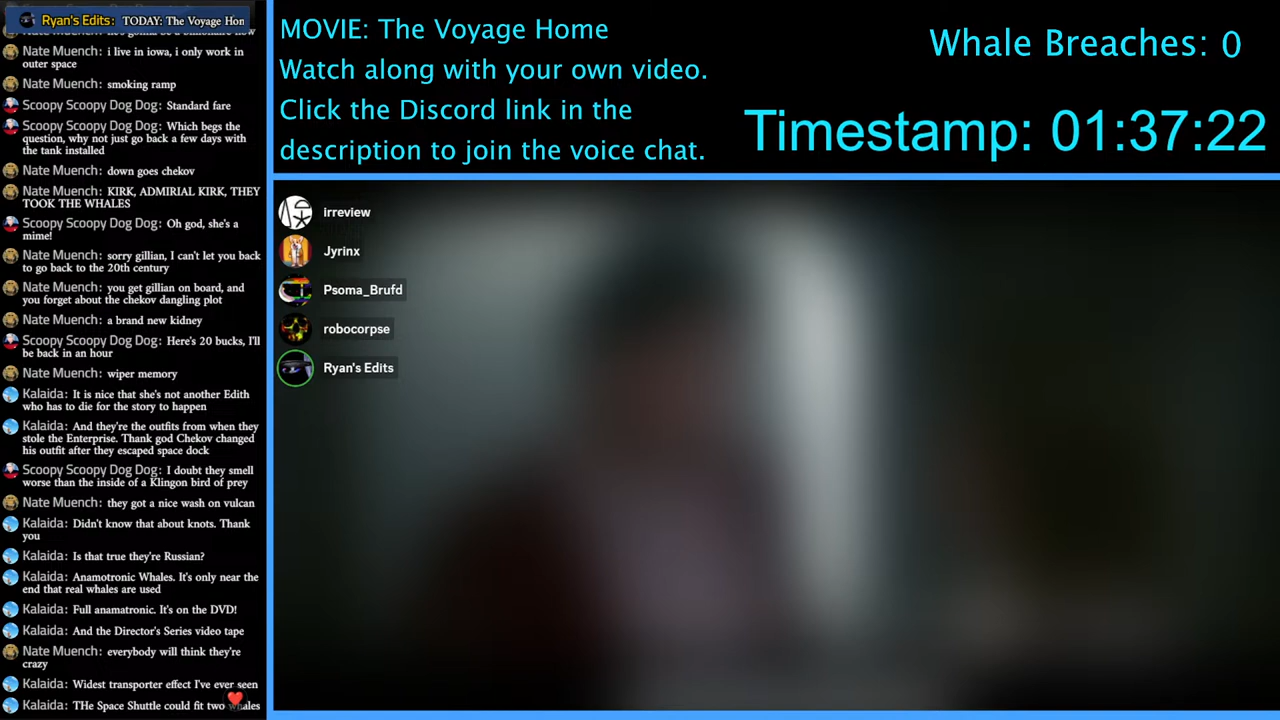 Ryan's Edits: TODAY: The Voyage Hon
Nate Muench: i live in iowa, i only work in
outer space
Nate Muench: smoking ramp
Scoopy Scoopy Dog Dog: Standard fare
Scoopy Scoopy Dog Dog: Which begs the
question, why not just go back a few days with
the tank installed
Nate Muench: down goes chekov
Nate Muench: KIRK, ADMIRIAL KIRK, THEY
TOOK THE WHALES
Scoopy Scoopy Dog Dog: Oh god, she's a
mime!
Nate Muench: sorry gillian, I can't let you back
to go back to the 20th century
Nate Muench: you get gillian on board, and
you forget about the chekov dangling plot
Nate Muench: a brand new kidney
Scoopy Scoopy Dog Dog: Here's 20 bucks, I'll
be back in an hour
Nate Muench: wiper memory
Kalaida: It is nice that she's not another Edith
who has to die for the story to happen
Kalaida: And they're the outfits from when they
stole the Enterprise. Thank god Chekov changed
his outfit after they escaped space dock
Scoopy Scoopy Dog Dog: I doubt they smell
worse than the inside of a Klingon bird of prey
Nate Muench: they got a nice wash on vulcan
Kalaida: Didn't know that about knots. Thank
you
Kalaida: Is that true they're Russian?
Kalaida: Anamotronic Whales. It's only near the
end that real whales are used
Kalaida: Full anamatronic. It's on the DVD!
Kalaida: And the Director's Series video tape
Nate Muench: everybody will think they're
crazy
Kalaida: Widest transporter effect I've ever seen
Kalaida: THe Space Shuttle could fit two whales
MOVIE: The Voyage Home
Watch along with your own video.
Click the Discord link in the
description to join the voice chat.
Whale Breaches: 0
Timestamp: 01:37:22
irreview
Jyrinx
Psoma_Brufd
robocorpse
Ryan's Edits